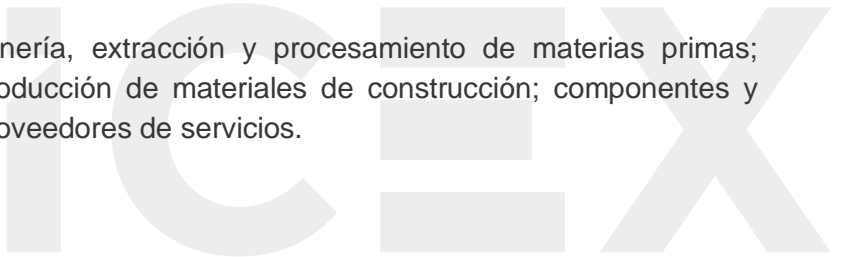 nería, extracción y procesamiento de materias primas;
oducción de materiales de construcción; componentes y
oveedores de servicios.
ICEX